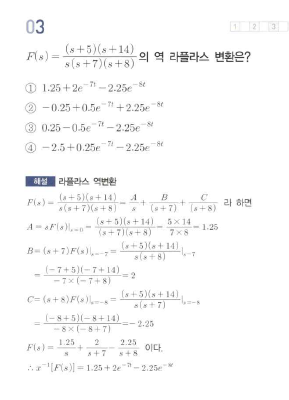 03
1 2 3
F(s) = (s+5)(s+14) / s(s+7)(s+8) 의 역 라플라스 변환은?
① 1.25+2e^{-7t}-2.25e^{-8t}
② -0.25+0.5e^{-7t}+2.25e^{-8t}
③ 0.25-0.5e^{-7t}-2.25e^{-8t}
④ -2.5+0.25e^{-7t}-2.25e^{-8t}
해설 라플라스 역변환
F(s) = (s+5)(s+14) / s(s+7)(s+8) = A/s + B/(s+7) + C/(s+8) 라 하면
A = sF(s)|_{s=0} = (s+5)(s+14) / (s+7)(s+8) = 5×14 / 7×8 = 1.25
B = (s+7)F(s)|_{s=-7} = (s+5)(s+14) / s(s+8) |_{s=-7}
= (-7+5)(-7+14) / -7×(-7+8) = 2
C = (s+8)F(s)|_{s=-8} = (s+5)(s+14) / s(s+7) |_{s=-8}
= (-8+5)(-8+14) / -8×(-8+7) = -2.25
F(s) = 1.25/s + 2/s+7 - 2.25/s+8 이다.
∴ x^{-1}[F(s)] = 1.25+2e^{-7t}-2.25e^{-8t}